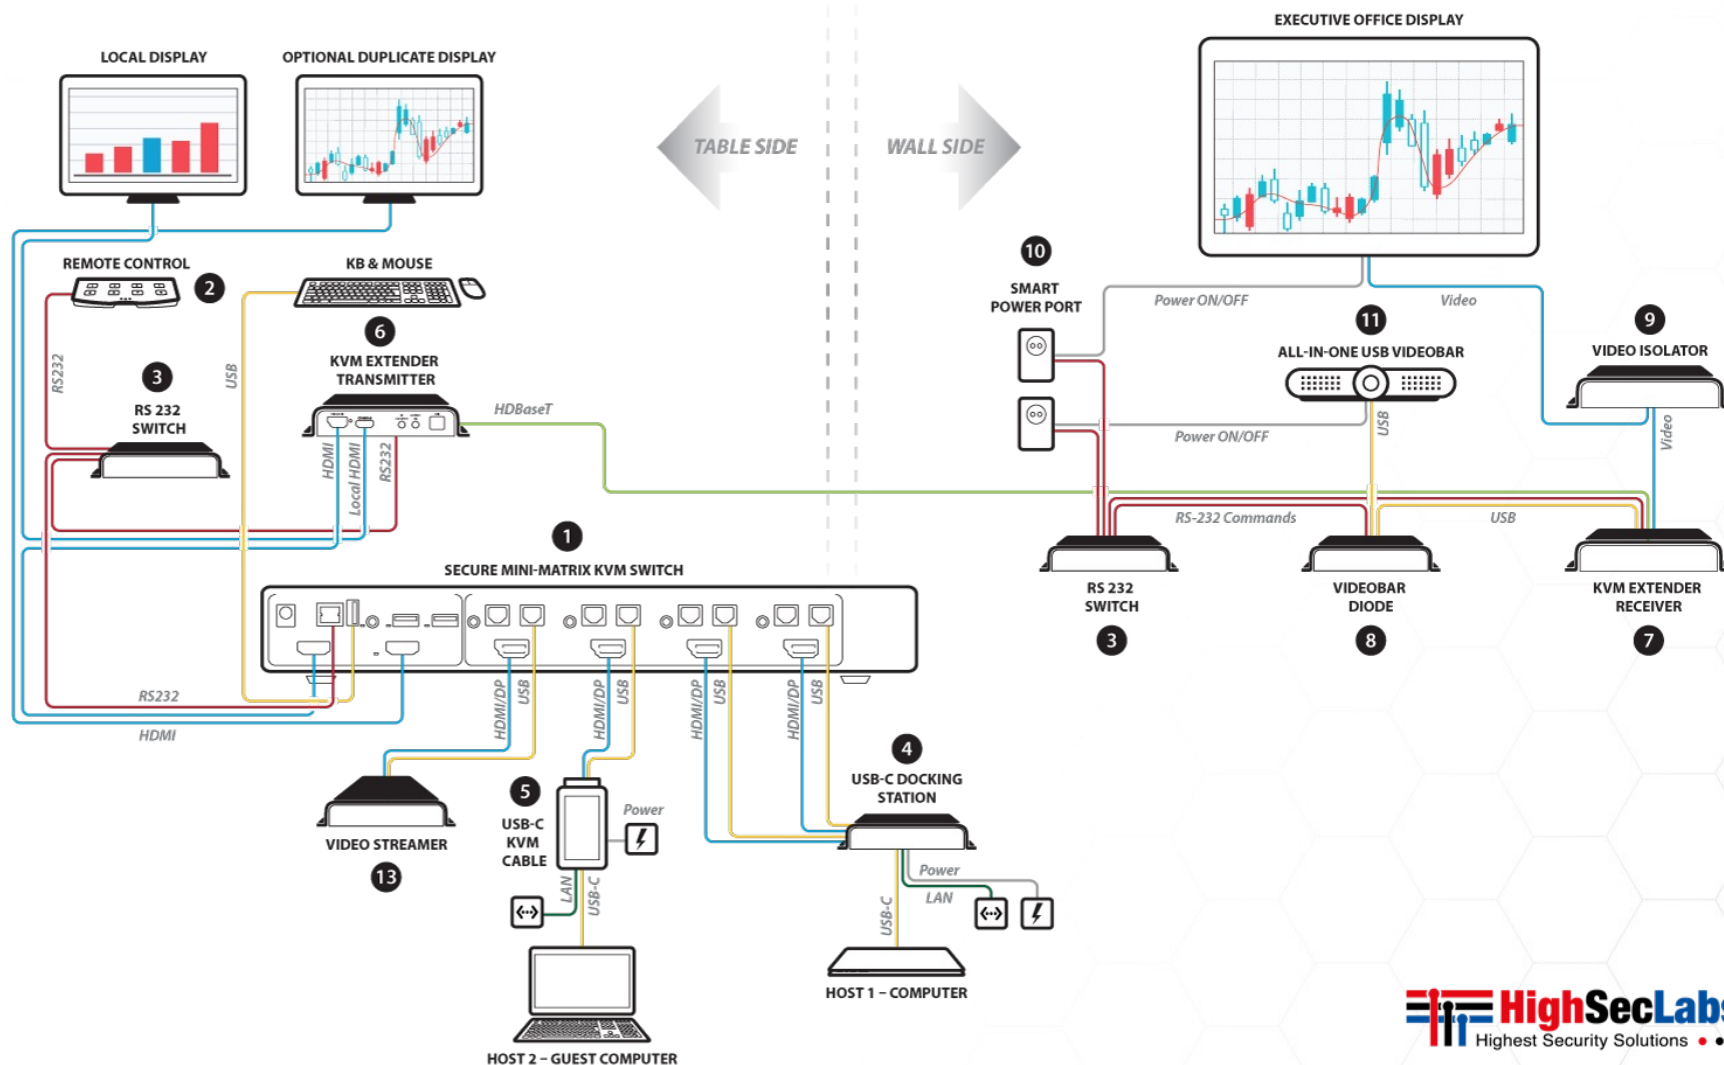 EXECUTIVE OFFICE DISPLAY
LOCAL DISPLAY
OPTIONAL DUPLICATE DISPLAY
TABLE SIDE
WALL SIDE
REMOTE CONTROL
2
KB & MOUSE
10
SMART
POWER PORT
Power ON/OFF
Video
6
KVM EXTENDER
TRANSMITTER
11
ALL-IN-ONE USB VIDEOBAR
9
VIDEO ISOLATOR
RS232
USB
3
RS 232
SWITCH
HDBaseT
Power ON/OFF
USB
Video
HDMI
Local HDMI
RS232
RS-232 Commands
USB
1
SECURE MINI-MATRIX KVM SWITCH
RS 232
SWITCH
3
VIDEOBAR
DIODE
8
KVM EXTENDER
RECEIVER
7
RS232
HDMI
HDMI/DP
USB
HDMI/DP
USB
HDMI/DP
USB
HDMI/DP
USB
4
USB-C DOCKING
STATION
5
USB-C
KVM
CABLE
Power
VIDEO STREAMER
13
LAN
USB-C
Power
LAN
USB-C
HOST 1 – COMPUTER
HOST 2 – GUEST COMPUTER
HighSecLabs
Highest Security Solutions